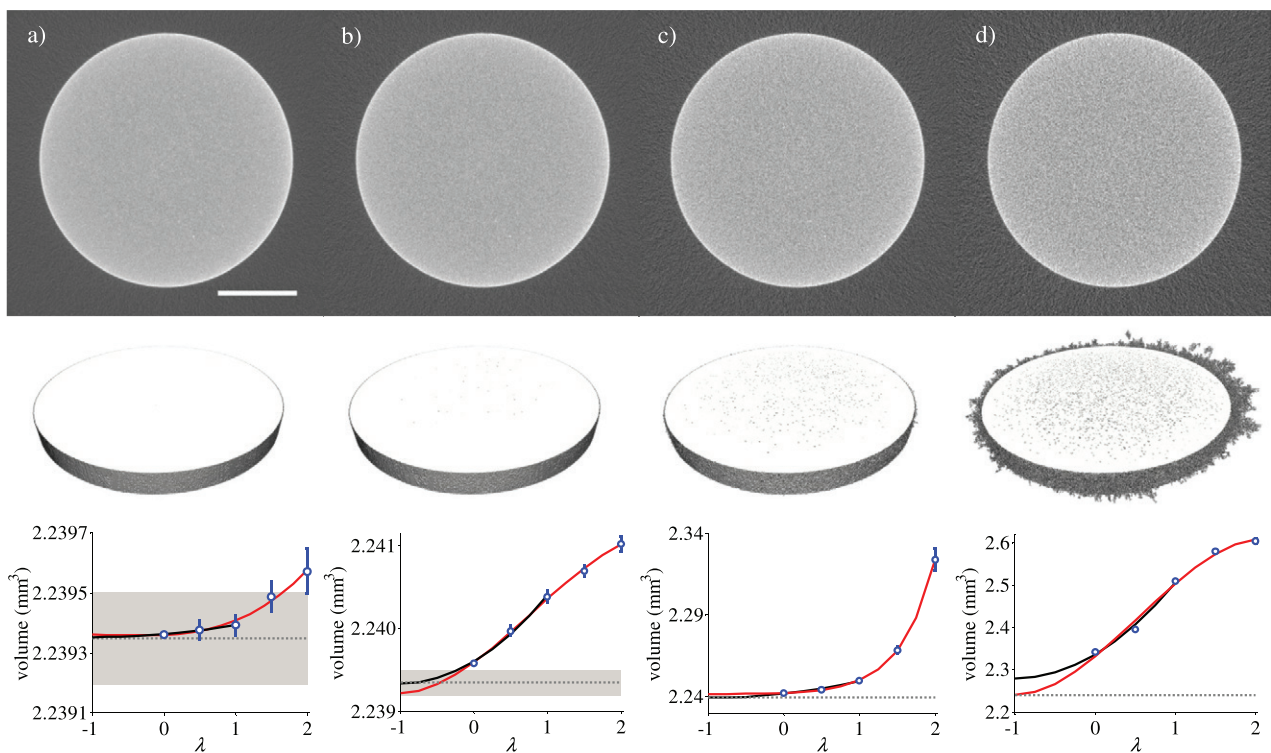 a) b) c) d)
volume (mm³)
2.2397
2.2395
2.2393
2.2391
-1 0 1 2
λ
volume (mm³)
2.241
2.240
2.239
-1 0 1 2
λ
volume (mm³)
2.34
2.29
2.24
-1 0 1 2
λ
volume (mm³)
2.6
2.5
2.4
2.3
2.2
-1 0 1 2
λ